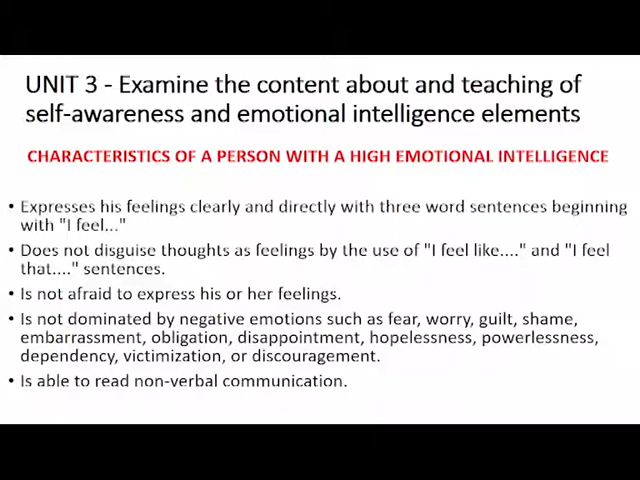 UNIT 3 - Examine the content about and teaching of
self-awareness and emotional intelligence elements
CHARACTERISTICS OF A PERSON WITH A HIGH EMOTIONAL INTELLIGENCE
• Expresses his feelings clearly and directly with three word sentences beginning
with "I feel..."
• Does not disguise thoughts as feelings by the use of "I feel like...." and "I feel
that...." sentences.
• Is not afraid to express his or her feelings.
• Is not dominated by negative emotions such as fear, worry, guilt, shame,
embarrassment, obligation, disappointment, hopelessness, powerlessness,
dependency, victimization, or discouragement.
• Is able to read non-verbal communication.